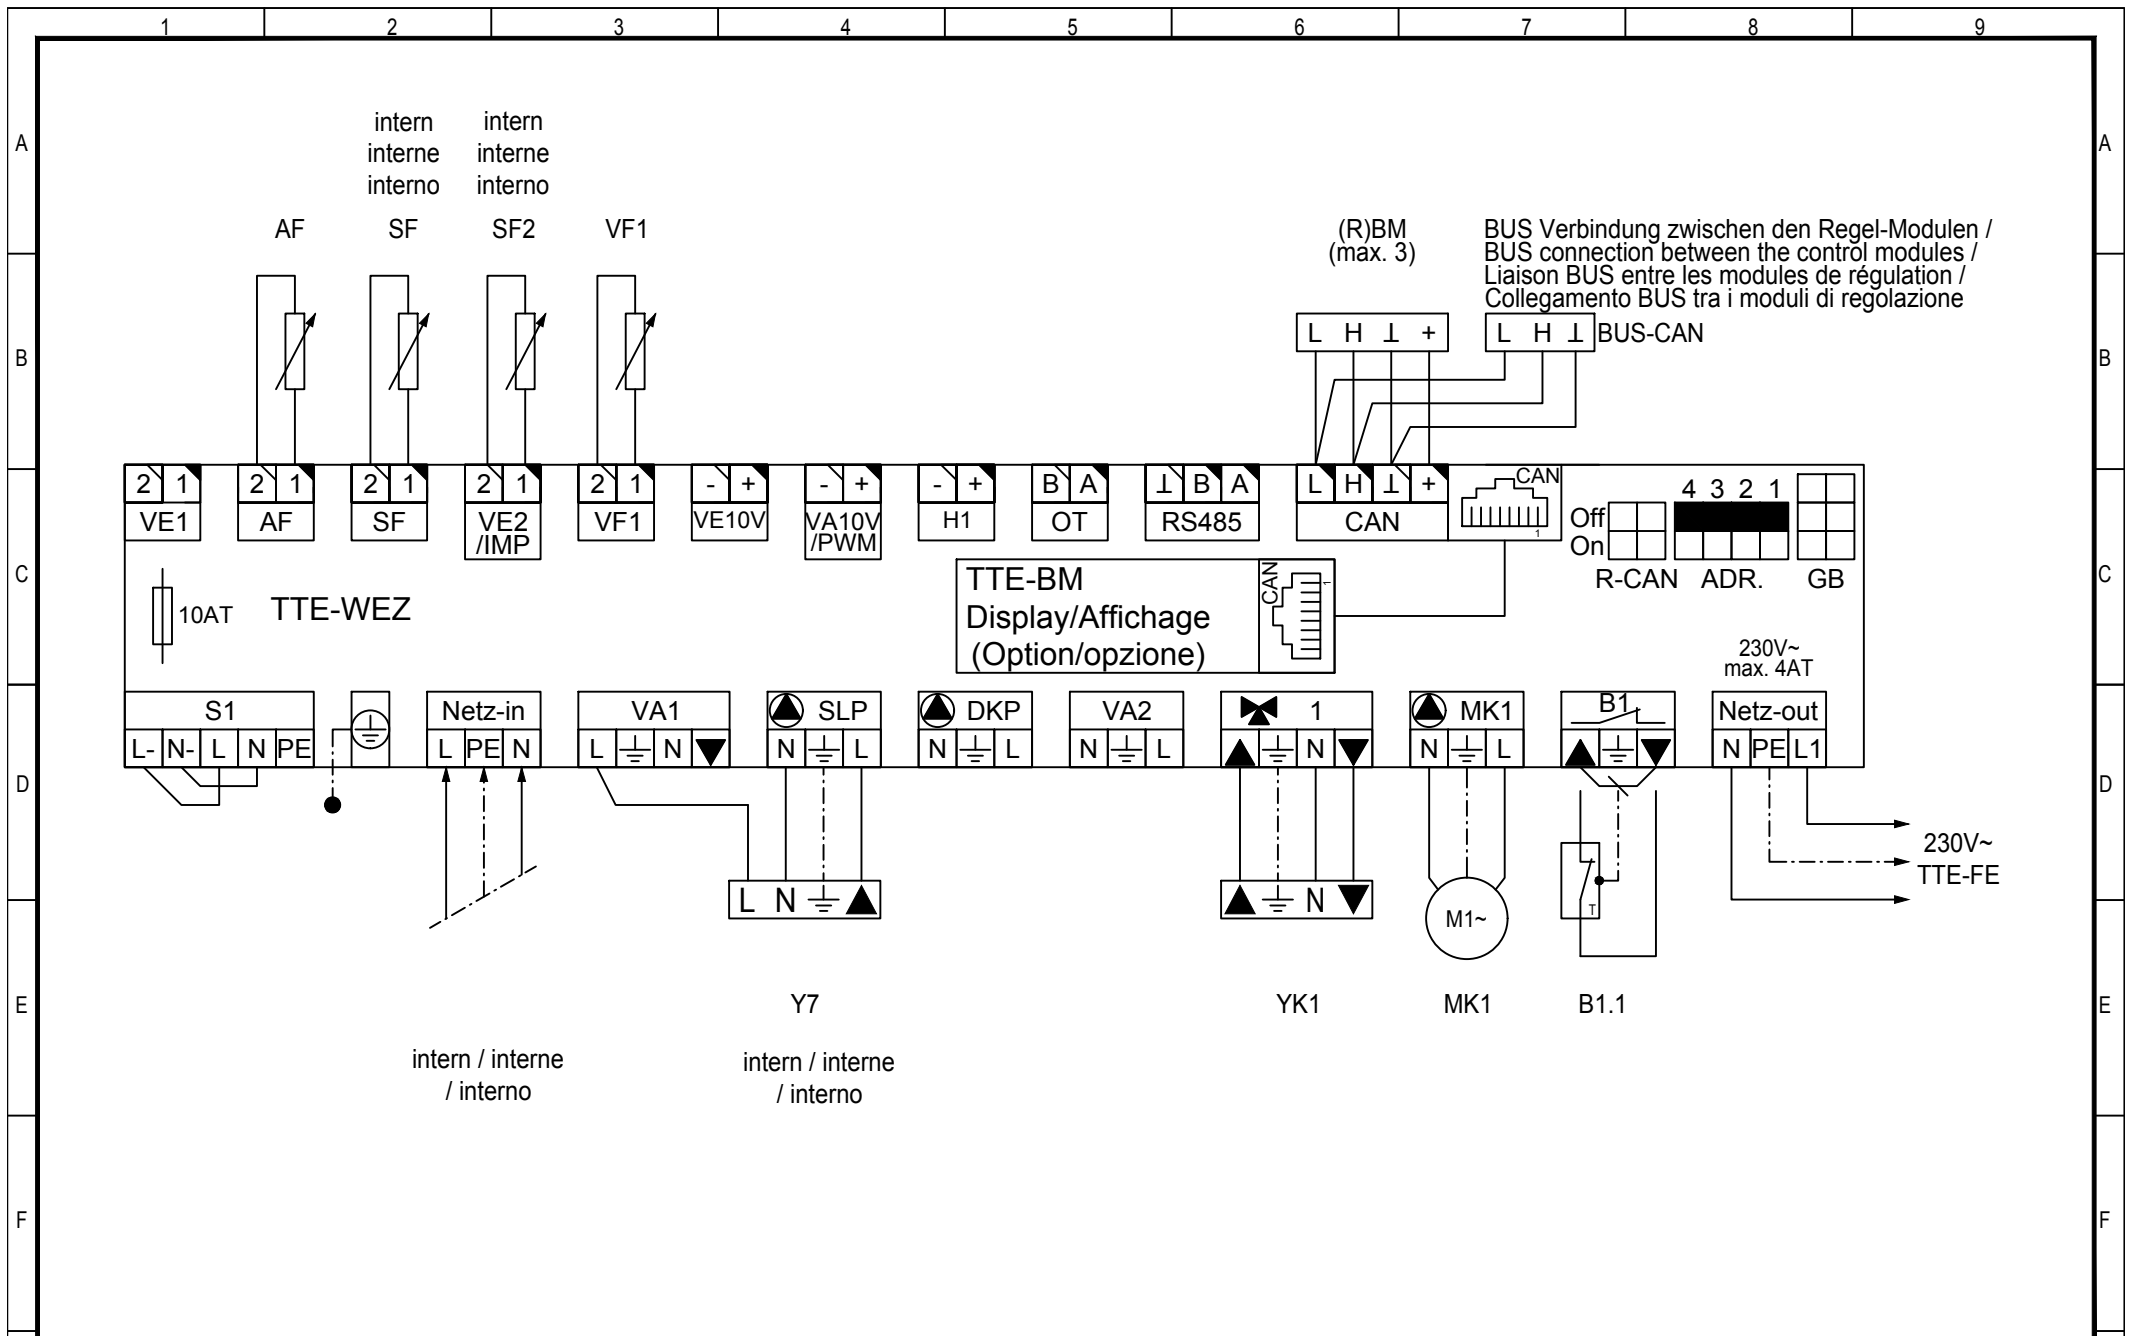 1 2 3 4 5 6 7 8 9
A A
intern intern
interne interne
interno interno
AF SF SF2 VF1
(R)BM
(max. 3)
BUS Verbindung zwischen den Regel-Modulen /
BUS connection between the control modules /
Liaison BUS entre les modules de régulation /
Collegamento BUS tra i moduli di regolazione
B B
L H ⊥ + L H ⊥ BUS-CAN
2 1 2 1 2 1 2 1 2 1 - + - + - + B A ⊥ B A L H ⊥ + CAN
VE1 AF SF VE2 VF1 VE10V VA10V H1 OT RS485 CAN
/IMP /PWM
1
Off 4 3 2 1
On
R-CAN ADR. GB
C C
10AT TTE-WEZ
TTE-BM
Display/Affichage
(Option/opzione)
CAN
1
230V~
max. 4AT
S1 Netz-in VA1 SLP DKP VA2 1 MK1 B1 Netz-out
L- N- L N PE L PE N L N N L N L N L N N L N PE L1
D D
230V~
TTE-FE
L N N M1~ T
E E
Y7 YK1 MK1 B1.1
intern / interne
/ interno
intern / interne
/ interno
F F